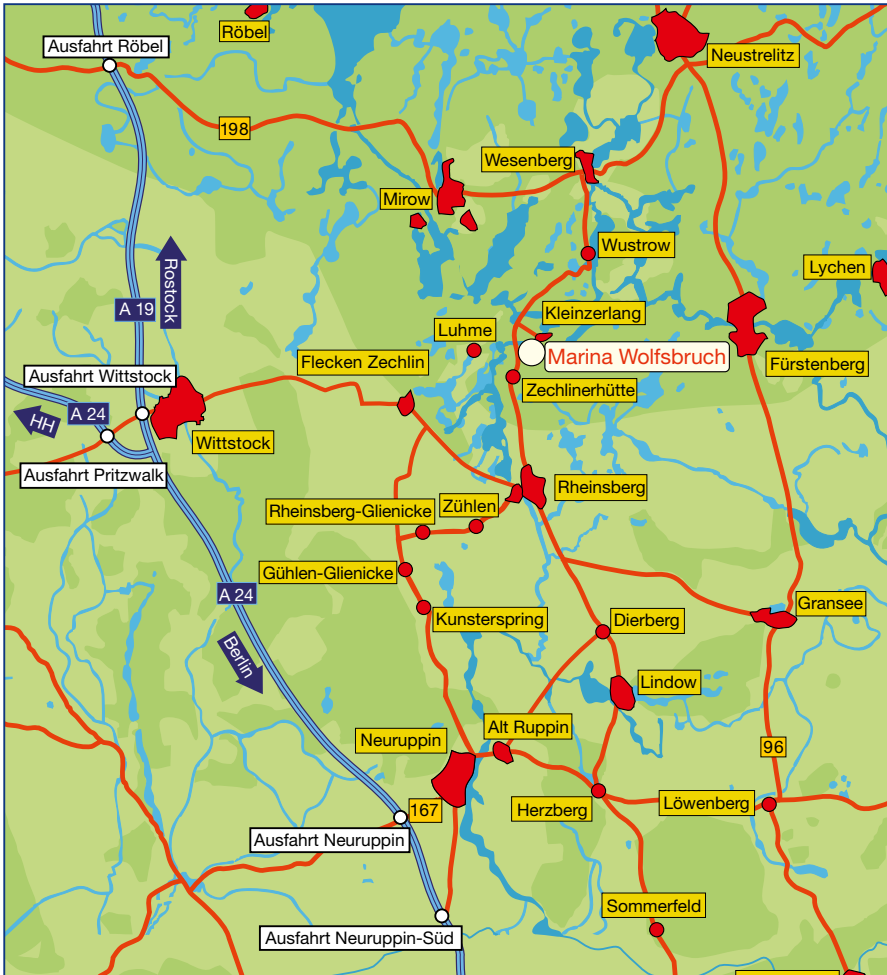 Röbel
Ausfahrt Röbel
Neustrelitz
198
Wesenberg
Mirow
Wustrow
Rostock
Lychen
A 19
Kleinzerlang
Luhme
Marina Wolfsbruch
Flecken Zechlin
Fürstenberg
Ausfahrt Wittstock
Zechlinerhütte
A 24
HH
Wittstock
Ausfahrt Pritzwalk
Rheinsberg
Zühlen
Rheinsberg-Glienicke
Gühlen-Glienicke
A 24
Gransee
Kunsterspring
Dierberg
Berlin
Lindow
Alt Ruppin
Neuruppin
96
Löwenberg
167
Herzberg
Ausfahrt Neuruppin
Sommerfeld
Ausfahrt Neuruppin-Süd